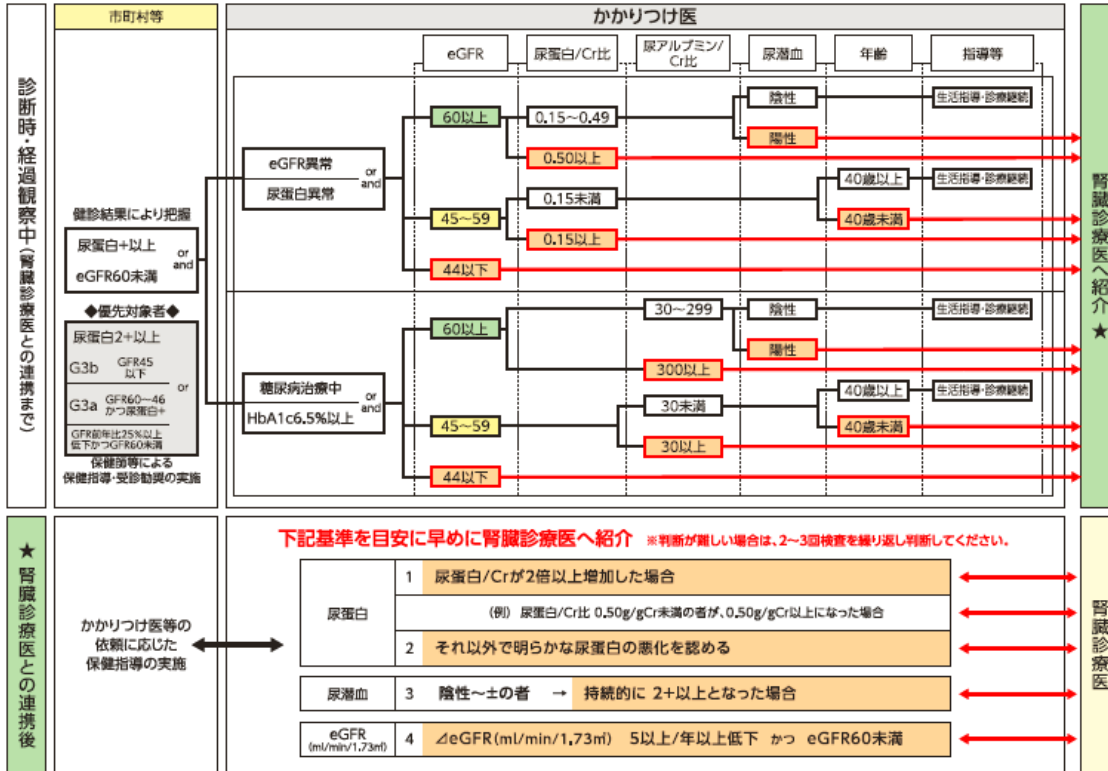 市町村等
かかりつけ医
eGFR
尿蛋白/Cr比
尿アルブミン/
Cr比
尿潜血
年齢
指導等
診断時・経過観察中(腎臓診療医との連携まで)
健診結果により把握
尿蛋白+以上
or
and
eGFR60未満
◆優先対象者◆
尿蛋白2+以上
G3b GFR45
以下
or
G3a GFR60〜46
かつ尿蛋白+
GFR前年比25%以上
低下かつGFR60未満
保健師等による
保健指導・受診勧奨の実施
eGFR異常
or
and
尿蛋白異常
60以上
0.15〜0.49
陰性
生活指導・診療継続
陽性
0.50以上
45〜59
0.15未満
40歳以上
生活指導・診療継続
40歳未満
0.15以上
44以下
糖尿病治療中
or
and
HbA1c6.5%以上
60以上
30〜299
陰性
生活指導・診療継続
陽性
300以上
45〜59
30未満
40歳以上
生活指導・診療継続
40歳未満
30以上
44以下
腎臓診療医へ紹介★
★腎臓診療医との連携後
かかりつけ医等の
依頼に応じた
保健指導の実施
下記基準を目安に早めに腎臓診療医へ紹介 ※判断が難しい場合は、2〜3回検査を繰り返し判断してください。
尿蛋白
1 尿蛋白/Crが2倍以上増加した場合
(例) 尿蛋白/Cr比 0.50g/gCr未満の者が、0.50g/gCr以上になった場合
2 それ以外で明らかな尿蛋白の悪化を認める
尿潜血 3 陰性〜±の者 → 持続的に 2+以上となった場合
eGFR
(ml/min/1.73㎡)
4 ⊿eGFR(ml/min/1.73㎡) 5以上/年以上低下 かつ eGFR60未満
腎臓診療医